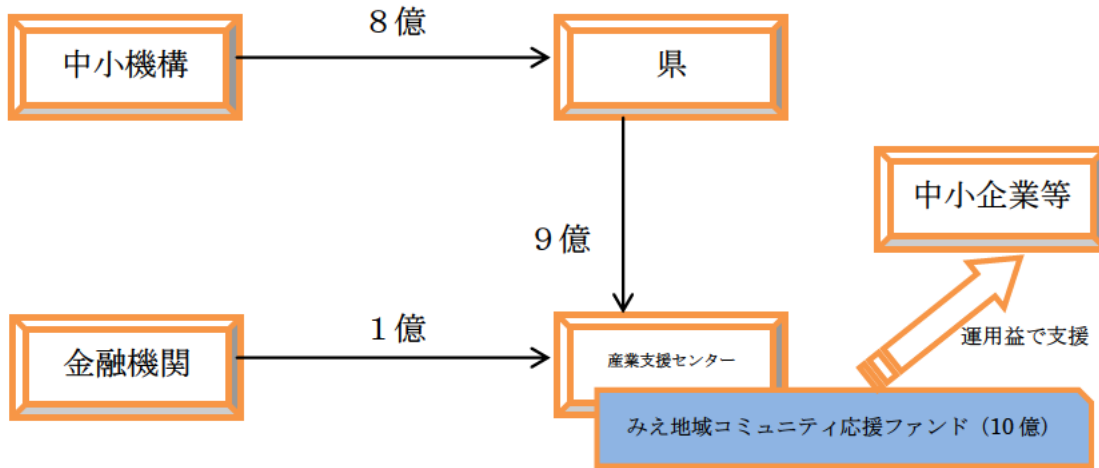 ８億
中小機構
県
中小企業等
９億
１億
金融機関
産業支援センター
運用益で支援
みえ地域コミュニティ応援ファンド（10 億）